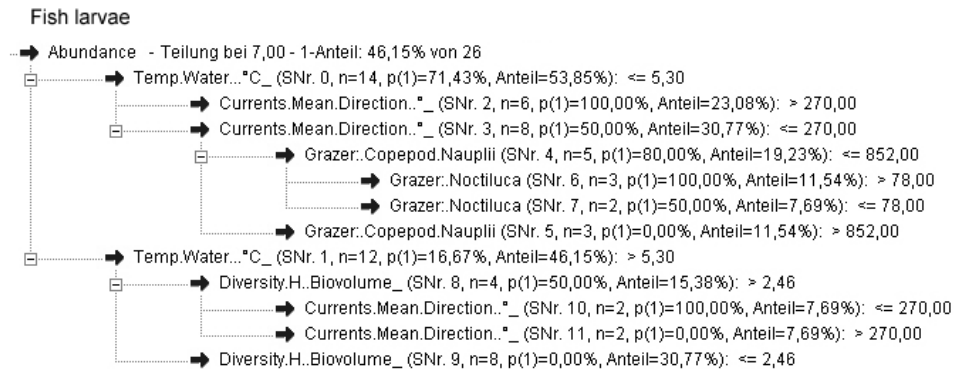 Fish larvae
Abundance - Teilung bei 7,00 - 1-Anteil: 46,15% von 26
Temp.Water..."C_ (SNr. 0, n=14, p(1)=71,43%, Anteil=53,85%): <= 5,30
Currents.Mean.Direction.."_ (SNr. 2, n=6, p(1)=100,00%, Anteil=23,08%): > 270,00
Currents.Mean.Direction.."_ (SNr. 3, n=8, p(1)=50,00%, Anteil=30,77%): <= 270,00
Grazer:.Copepod.Nauplii (SNr. 4, n=5, p(1)=80,00%, Anteil=19,23%): <= 852,00
Grazer:.Noctiluca (SNr. 6, n=3, p(1)=100,00%, Anteil=11,54%): > 78,00
Grazer:.Noctiluca (SNr. 7, n=2, p(1)=50,00%, Anteil=7,69%): <= 78,00
Grazer:.Copepod.Nauplii (SNr. 5, n=3, p(1)=0,00%, Anteil=11,54%): > 852,00
Temp.Water..."C_ (SNr. 1, n=12, p(1)=16,67%, Anteil=46,15%): > 5,30
Diversity.H..Biovolume_ (SNr. 8, n=4, p(1)=50,00%, Anteil=15,38%): > 2,46
Currents.Mean.Direction.."_ (SNr. 10, n=2, p(1)=100,00%, Anteil=7,69%): <= 270,00
Currents.Mean.Direction.."_ (SNr. 11, n=2, p(1)=0,00%, Anteil=7,69%): > 270,00
Diversity.H..Biovolume_ (SNr. 9, n=8, p(1)=0,00%, Anteil=30,77%): <= 2,46